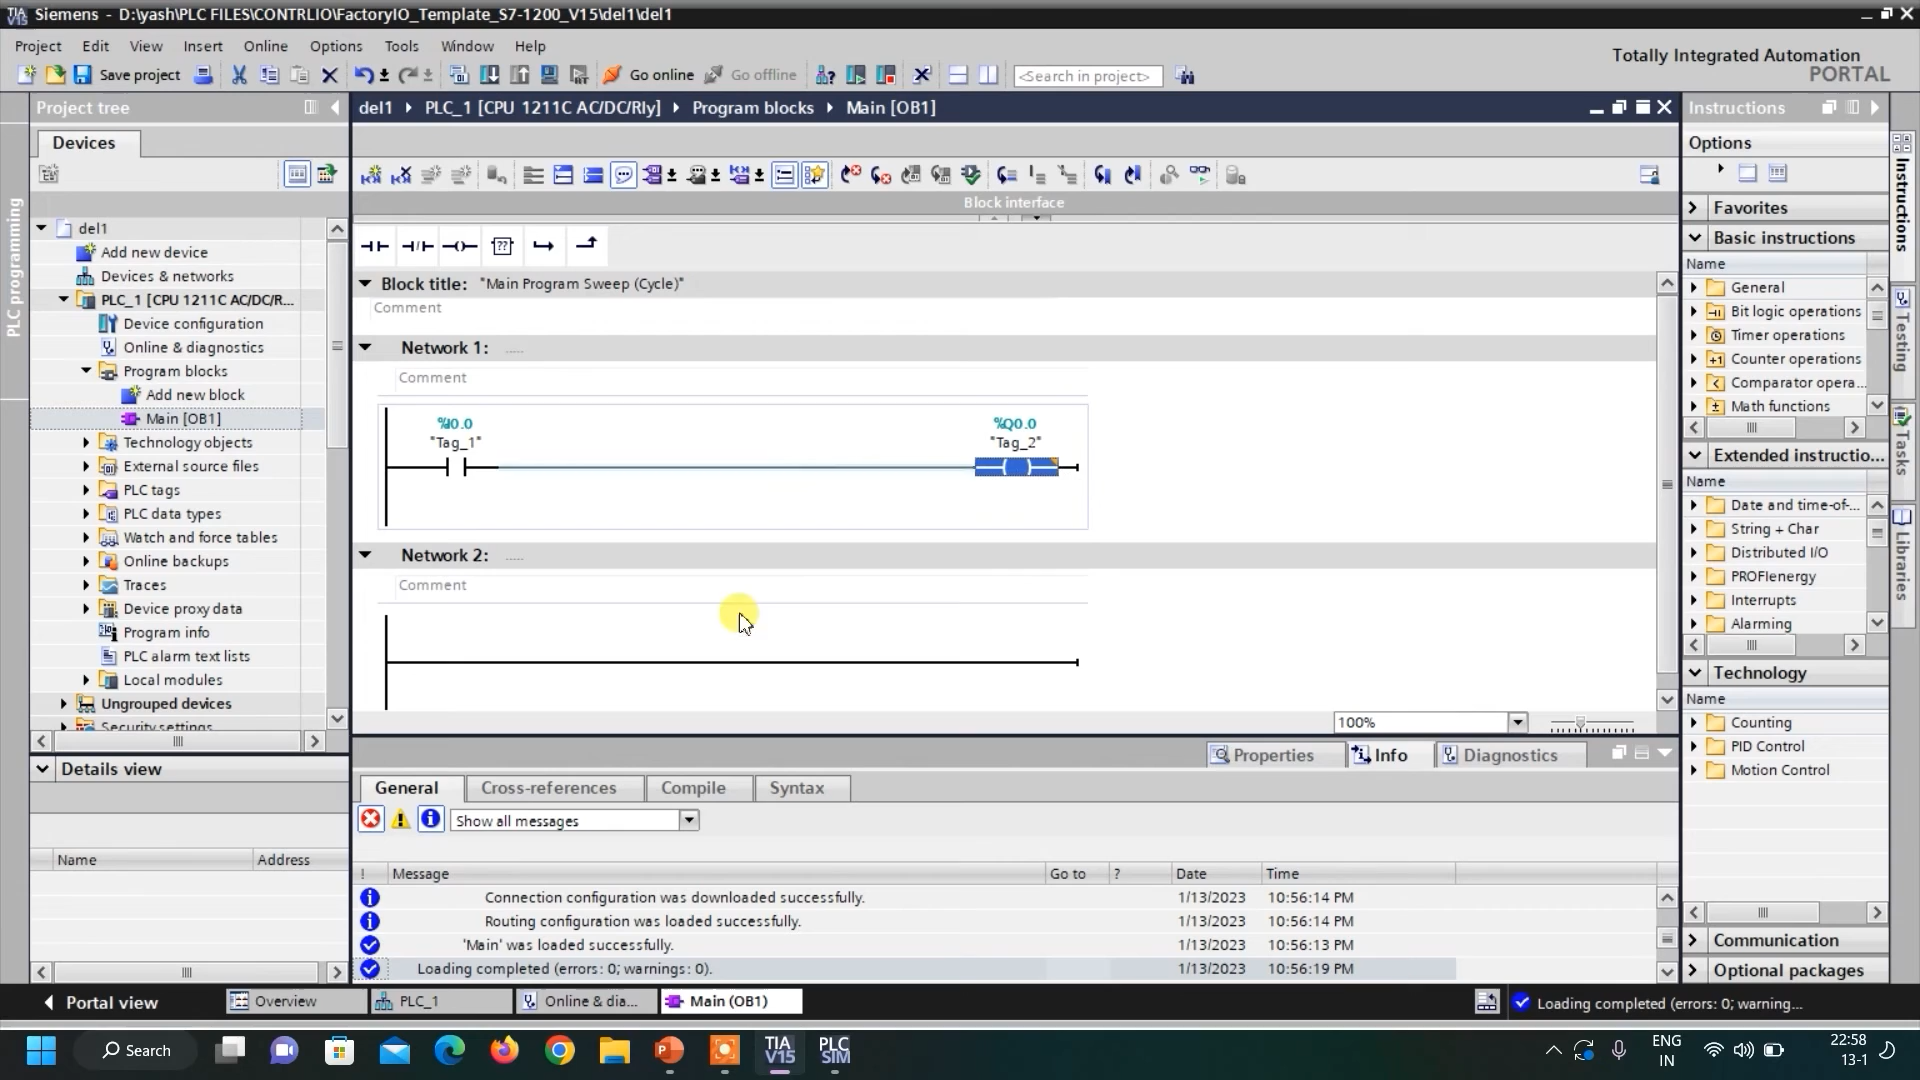 Siemens - D:\yash\PLC FILES\CONTRLIO\FactoryIO_Template_S7-1200_V15\del1\del1
Project Edit View Insert Online Options Tools Window Help
Totally Integrated Automation
PORTAL
Save project
Go online
Go offline
<Search in project>
Project tree
del1 PLC_1 [CPU 1211C AC/DC/Rly] Program blocks Main [OB1]
Instructions
Devices
Options
Block interface
PLC programming
del1
Add new device
Devices & networks
PLC_1 [CPU 1211C AC/DC/R...
Device configuration
Online & diagnostics
Program blocks
Add new block
Main [OB1]
Technology objects
External source files
PLC tags
PLC data types
Watch and force tables
Online backups
Traces
Device proxy data
Program info
PLC alarm text lists
Local modules
Ungrouped devices
Security settings
Details view
Name Address
??
Block title: "Main Program Sweep (Cycle)"
Comment
Network 1: .....
Comment
%I0.0
"Tag_1"
%Q0.0
"Tag_2"
Network 2: .....
Comment
100%
Properties Info Diagnostics
General Cross-references Compile Syntax
Show all messages
! Message Go to ? Date Time
Connection configuration was downloaded successfully. 1/13/2023 10:56:14 PM
Routing configuration was loaded successfully. 1/13/2023 10:56:14 PM
'Main' was loaded successfully. 1/13/2023 10:56:13 PM
Loading completed (errors: 0; warnings: 0). 1/13/2023 10:56:19 PM
Favorites
Basic instructions
Name
General
Bit logic operations
Timer operations
Counter operations
Comparator opera...
Math functions
Extended instructio...
Name
Date and time-of-...
String + Char
Distributed I/O
PROFIenergy
Interrupts
Alarming
Technology
Name
Counting
PID Control
Motion Control
Communication
Optional packages
Instructions
Testing
Tasks
Libraries
Portal view
Overview
PLC_1
Online & dia...
Main (OB1)
Loading completed (errors: 0; warning...
Search
TIA V15
PLC SIM
ENG
IN
22:58
13-1